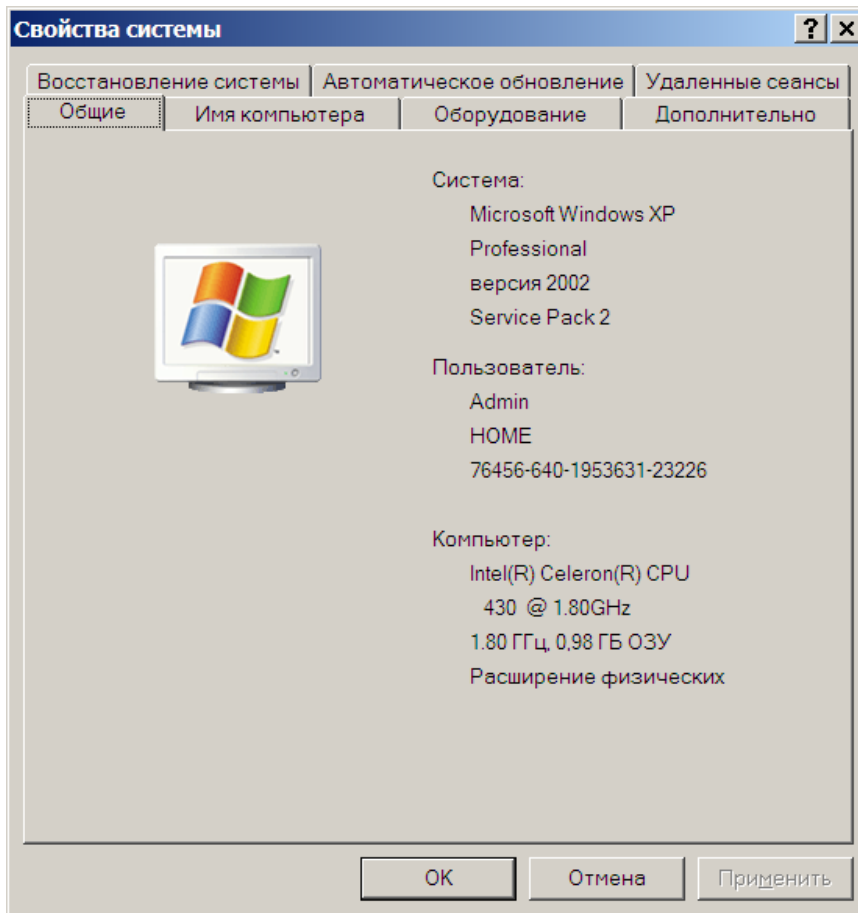 Свойства системы
Восстановление системы Автоматическое обновление Удаленные сеансы
Общие Имя компьютера Оборудование Дополнительно
Система:
Microsoft Windows XP
Professional
версия 2002
Service Pack 2
Пользователь:
Admin
HOME
76456-640-1953631-23226
Компьютер:
Intel(R) Celeron(R) CPU
430 @ 1.80GHz
1.80 ГГц, 0,98 ГБ ОЗУ
Расширение физических
OK Отмена Применить